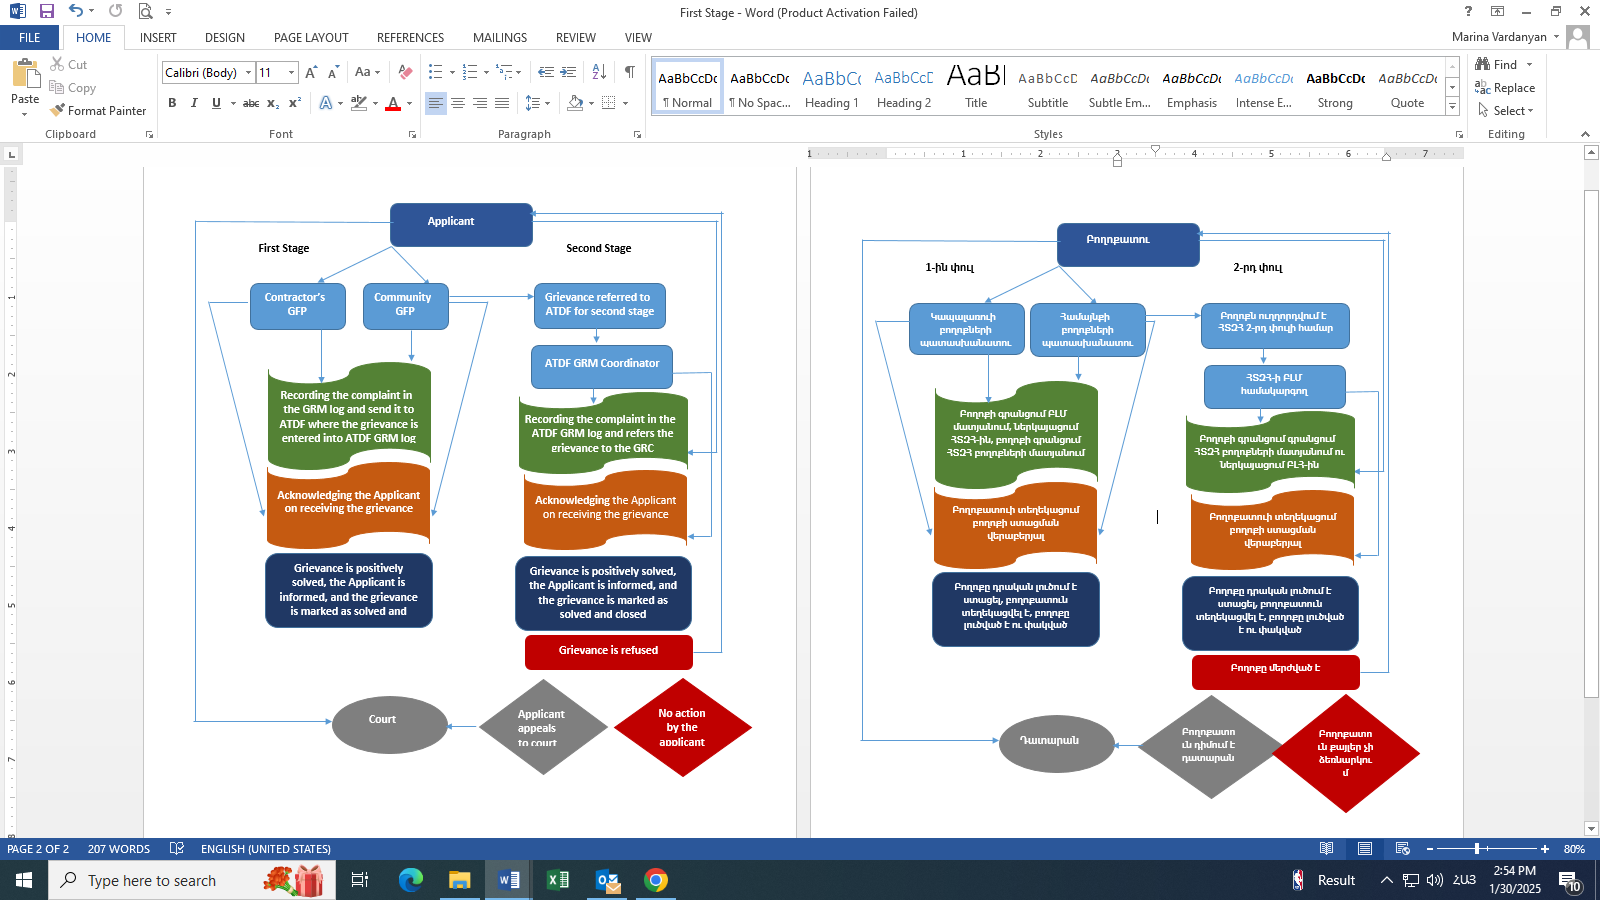 First Stage - Word (Product Activation Failed)
?
FILE
HOME
INSERT
DESIGN
PAGE LAYOUT
REFERENCES
MAILINGS
REVIEW
VIEW
Marina Vardanyan
Paste
Cut
Copy
Format Painter
Clipboard
Calibri (Body)
11
Font
Paragraph
AaBbCcDc
¶ Normal
AaBbCcDc
¶ No Spac...
AaBbCc
Heading 1
AaBbCcD
Heading 2
AaBl
Title
AaBbCcD
Subtitle
AaBbCcDc
Subtle Em...
AaBbCcDc
Emphasis
AaBbCcDc
Intense E...
AaBbCcDc
Strong
AaBbCcDc
Quote
Styles
Find
Replace
Select
Editing
Applicant
First Stage
Second Stage
Contractor's
GFP
Community
GFP
Grievance referred to
ATDF for second stage
ATDF GRM Coordinator
Recording the complaint in
the GRM log and send it to
ATDF where the grievance is
entered into ATDF GRM log
Recording the complaint in the
ATDF GRM log and refers the
grievance to the GRC
Acknowledging the Applicant
on receiving the grievance
Acknowledging the Applicant
on receiving the grievance
Grievance is positively
solved, the Applicant is
informed, and the grievance
is marked as solved and
Grievance is positively solved,
the Applicant is informed, and
the grievance is marked as
solved and closed
Grievance is refused
Court
Applicant
appeals
to court
No action
by the
applicant
Բողոքատու
1-ին փուլ
2-րդ փուլ
Կապալառուի
բողոքների
պատասխանատու
Համայնքի
բողոքների
պատասխանատու
Բողոքն ուղղորդվում է
ՀՏԶՀ 2-րդ փուլի համար
ՀՏԶՀ-ի ԲԼՄ
համակարգող
Բողոքի գրանցում ԲԼՄ
մատյանում, ներկայացում
ՀՏԶՀ-ին, բողոքի գրանցում
ՀՏԶՀ բողոքների մատյանում
Բողոքի գրանցում գրանցում
ՀՏԶՀ բողոքների մատյանում ու
ներկայացում ԲԼՀ-ին
Բողոքատուի տեղեկացում
բողոքի ստացման
վերաբերյալ
Բողոքատուի տեղեկացում
բողոքի ստացման
վերաբերյալ
Բողոքը դրական լուծում է
ստացել, բողոքատուն
տեղեկացվել է, բողոքը
լուծված է ու փակված
Բողոքը դրական լուծում է
ստացել, բողոքատուն
տեղեկացվել է, բողոքը լուծված
է ու փակված
Բողոքը մերժված է
Դատարան
Բողոքատո
ւն դիմում է
դատարան
Բողոքատո
ւն քայլեր չի
ձեռնարկու
մ
PAGE 2 OF 2
207 WORDS
ENGLISH (UNITED STATES)
80%
Type here to search
Result
ՀԱՅ
2:54 PM
1/30/2025
10